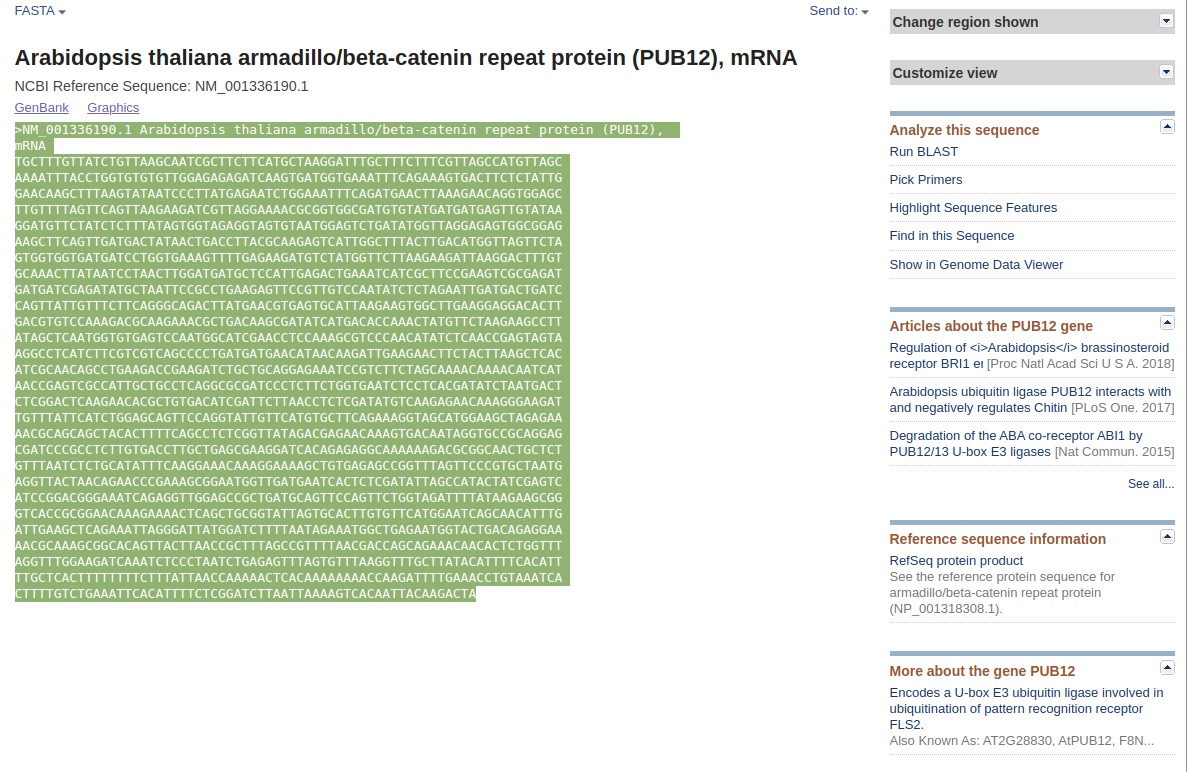 FASTA
Send to:
Arabidopsis thaliana armadillo/beta-catenin repeat protein (PUB12), mRNA
NCBI Reference Sequence: NM_001336190.1
GenBank Graphics
>NM_001336190.1 Arabidopsis thaliana armadillo/beta-catenin repeat protein (PUB12),
mRNA
TGCTTTGTTATCTGTTAAGCAATCGCTTCTTCATGCTAAGGATTTGCTTTCTTTCGTTAGCCATGTTAGC
AAAATTTACCTGGTGTGTGTTGGAGAGAGATCAAGTGATGGTGAAATTTCAGAAAGTGACTTCTCTATTG
GAACAAGCTTTAAGTATAATCCCTTATGAGAATCTGGAAATTTCAGATGAACTTAAAGAACAGGTGGAGC
TTGTTTTAGTTCAGTTAAGAAGATCGTTAGGAAAACGCGGTGGCGATGTGTATGATGATGAGTTGTATAA
GGATGTTCTATCTCTTTATAGTGGTAGAGGTAGTGTAATGGAGTCTGATATGGTTAGGAGAGTGGCGGAG
AAGCTTCAGTTGATGACTATAACTGACCTTACGCAAGAGTCATTGGCTTTACTTGACATGGTTAGTTCTA
GTGGTGGTGATGATCCTGGTGAAAGTTTTGAGAAGATGTCTATGGTTCTTAAGAAGATTAAGGACTTTGT
GCAAACTTATAATCCTAACTTGGATGATGCTCCATTGAGACTGAAATCATCGCTTCCGAAGTCGCGAGAT
GATGATCGAGATATGCTAATTCCGCCTGAAGAGTTCCGTTGTCCAATATCTCTAGAATTGATGACTGATC
CAGTTATTGTTTCTTCAGGGCAGACTTATGAACGTGAGTGCATTAAGAAGTGGCTTGAAGGAGGACACTT
GACGTGTCCAAAGACGCAAGAAACGCTGACAAGCGATATCATGACACCAAACTATGTTCTAAGAAGCCTT
ATAGCTCAATGGTGTGAGTCCAATGGCATCGAACCTCCAAAGCGTCCCAACATATCTCAACCGAGTAGTA
AGGCCTCATCTTCGTCGTCAGCCCCTGATGATGAACATAACAAGATTGAAGAACTTCTACTTAAGCTCAC
ATCGCAACAGCCTGAAGACCGAAGATCTGCTGCAGGAGAAATCCGTCTTCTAGCAAAACAAAACAATCAT
AACCGAGTCGCCATTGCTGCCTCAGGCGCGATCCCTCTTCTGGTGAATCTCCTCACGATATCTAATGACT
CTCGGACTCAAGAACACGCTGTGACATCGATTCTTAACCTCTCGATATGTCAAGAGAACAAAGGGAAGAT
TGTTTATTCATCTGGAGCAGTTCCAGGTATTGTTCATGTGCTTCAGAAAGGTAGCATGGAAGCTAGAGAA
AACGCAGCAGCTACACTTTTCAGCCTCTCGGTTATAGACGAGAACAAAGTGACAATAGGTGCCGCAGGAG
CGATCCCGCCTCTTGTGACCTTGCTGAGCGAAGGATCACAGAGAGGCAAAAAAGACGCGGCAACTGCTCT
GTTTAATCTCTGCATATTTCAAGGAAACAAAGGAAAAGCTGTGAGAGCCGGTTTAGTTCCCGTGCTAATG
AGGTTACTAACAGAACCCGAAAGCGGAATGGTTGATGAATCACTCTCGATATTAGCCATACTATCGAGTC
ATCCGGACGGGAAATCAGAGGTTGGAGCCGCTGATGCAGTTCCAGTTCTGGTAGATTTTATAAGAAGCGG
GTCACCGCGGAACAAAGAAAACTCAGCTGCGGTATTAGTGCACTTGTGTTCATGGAATCAGCAACATTTG
ATTGAAGCTCAGAAATTAGGGATTATGGATCTTTTAATAGAAATGGCTGAGAATGGTACTGACAGAGGAA
AACGCAAAGCGGCACAGTTACTTAACCGCTTTAGCCGTTTTAACGACCAGCAGAAACAACACTCTGGTTT
AGGTTTGGAAGATCAAATCTCCCTAATCTGAGAGTTTAGTGTTTAAGGTTTGCTTATACATTTTCACATT
TTGCTCACTTTTTTTTTCTTTATTAACCAAAAACTCACAAAAAAAACCAAGATTTTGAAACCTGTAAATCA
CTTTTGTCTGAAATTCACATTTTCTCGGATCTTAATTAAAAGTCACAATTACAAGACTA
Change region shown
Customize view
Analyze this sequence
Run BLAST
Pick Primers
Highlight Sequence Features
Find in this Sequence
Show in Genome Data Viewer
Articles about the PUB12 gene
Regulation of <i>Arabidopsis</i> brassinosteroid
receptor BRI1 er [Proc Natl Acad Sci U S A. 2018]
Arabidopsis ubiquitin ligase PUB12 interacts with
and negatively regulates Chitin [PLoS One. 2017]
Degradation of the ABA co-receptor ABI1 by
PUB12/13 U-box E3 ligases [Nat Commun. 2015]
See all...
Reference sequence information
RefSeq protein product
See the reference protein sequence for
armadillo/beta-catenin repeat protein
(NP_001318308.1).
More about the gene PUB12
Encodes a U-box E3 ubiquitin ligase involved in
ubiquitination of pattern recognition receptor
FLS2.
Also Known As: AT2G28830, AtPUB12, F8N...